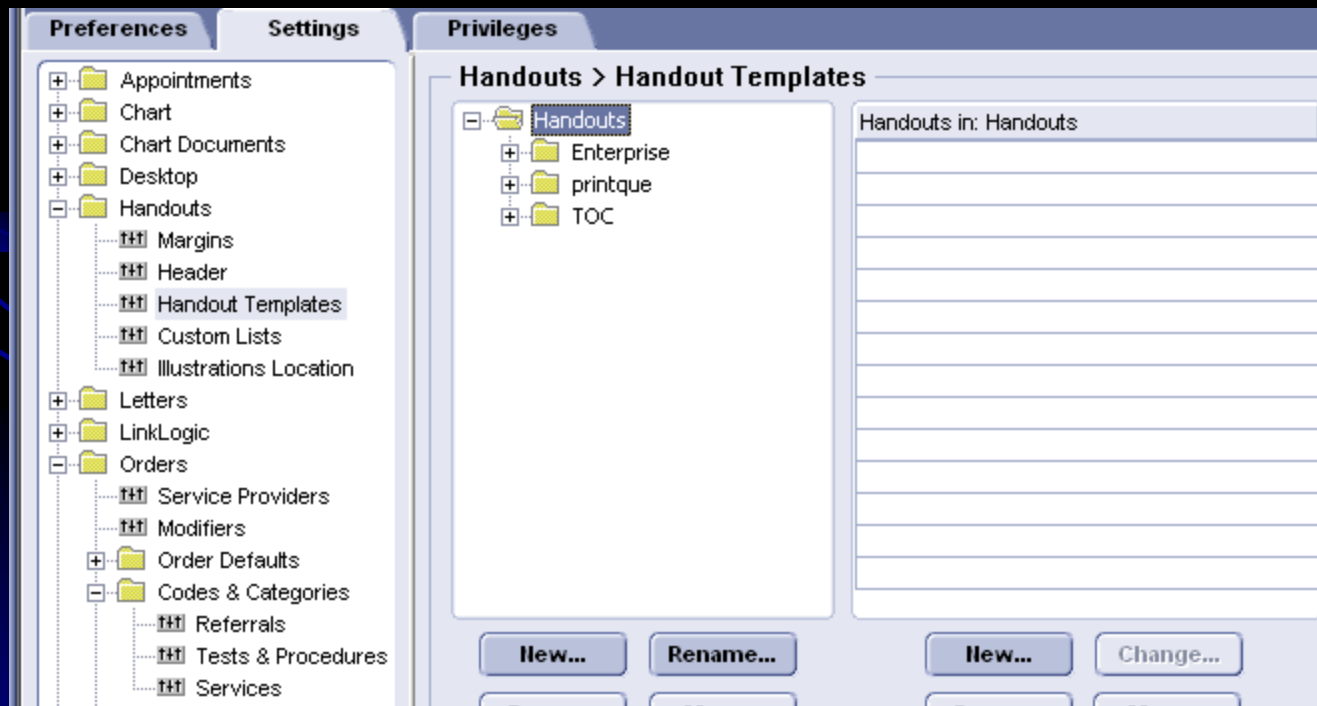 Preferences
Settings
Privileges
Appointments
Chart
Chart Documents
Desktop
Handouts
Margins
Header
Handout Templates
Custom Lists
Illustrations Location
Letters
LinkLogic
Orders
Service Providers
Modifiers
Order Defaults
Codes & Categories
Referrals
Tests & Procedures
Services
Handouts > Handout Templates
Handouts
Enterprise
printque
TOC
Handouts in: Handouts
New...
Rename...
New...
Change...